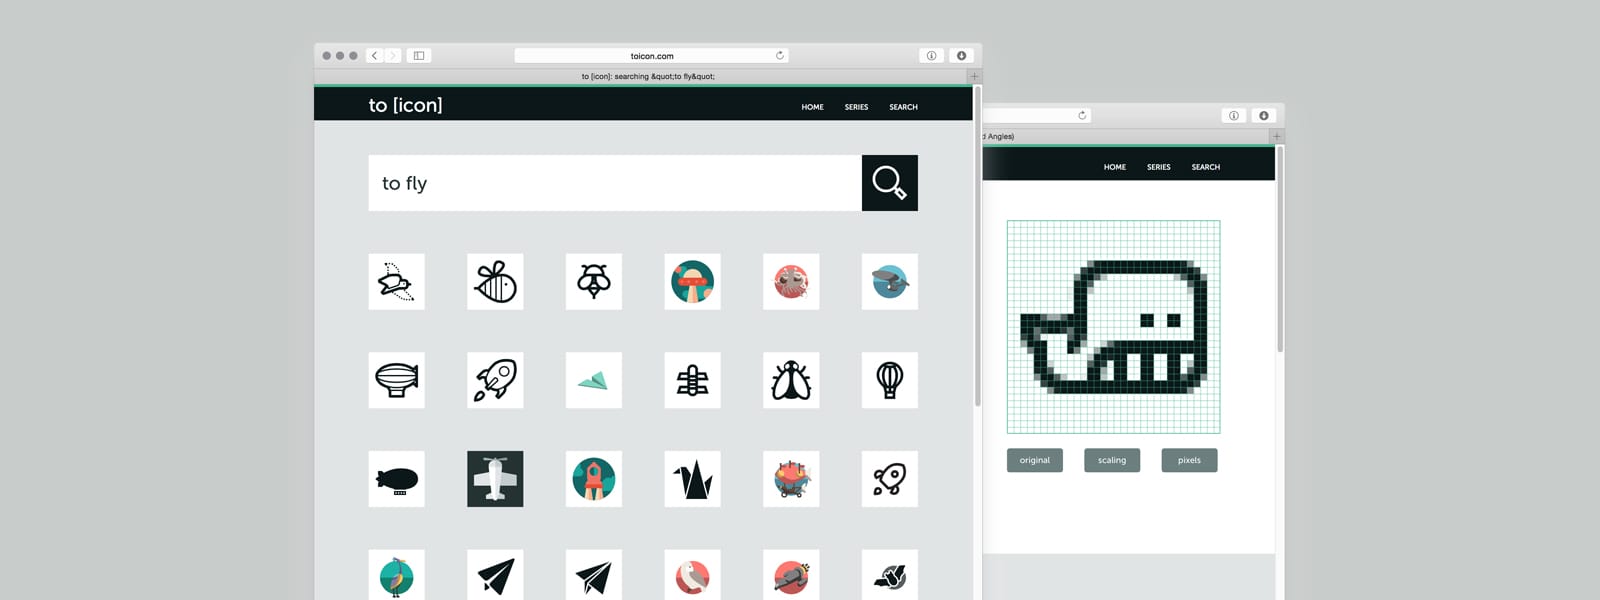 toicon.com
to [icon]: searching &quot;to fly&quot;
to [icon]
HOME SERIES SEARCH
to fly
d Angles)
HOME SERIES SEARCH
original scaling pixels